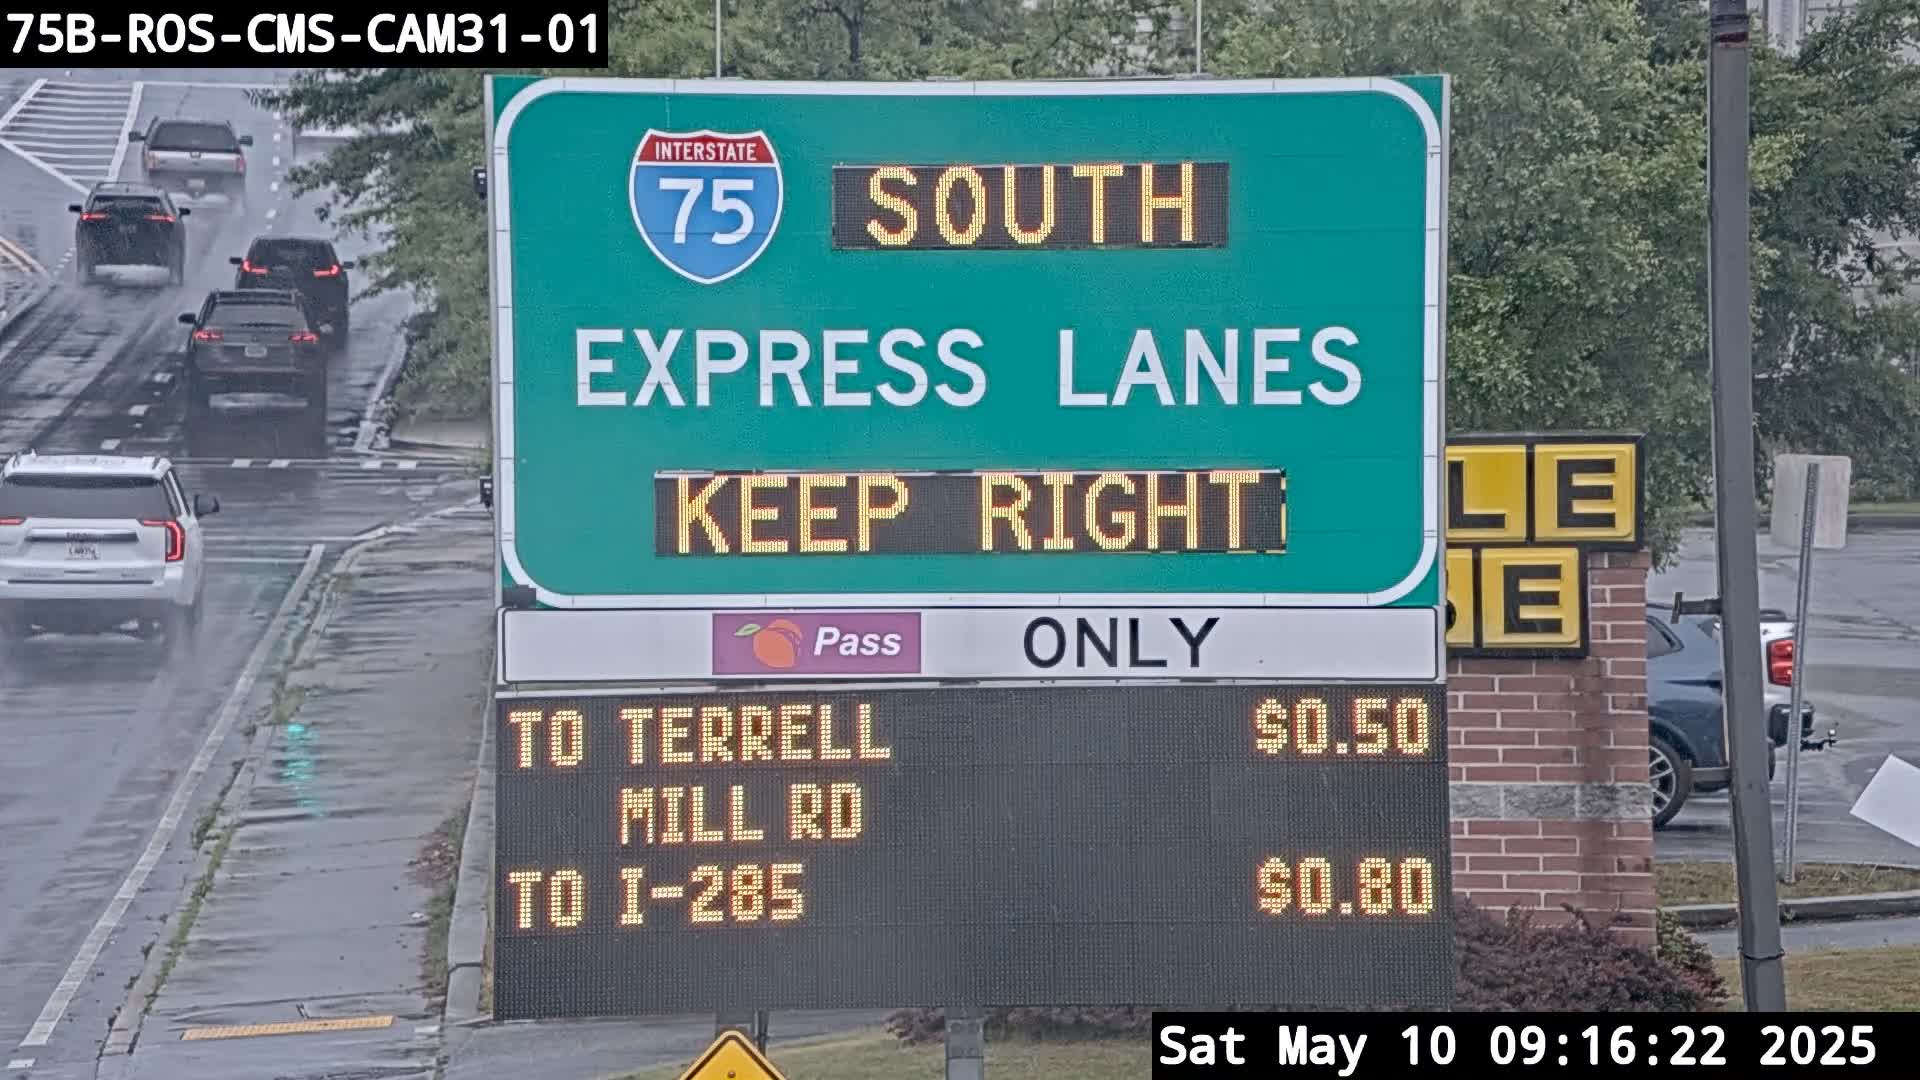 75B-ROS-CMS-CAM31-01
INTERSTATE
75
SOUTH
EXPRESS LANES
KEEP RIGHT
Pass ONLY
TO TERRELL $0.50
MILL RD
TO I-285 $0.80
LE
E
Sat May 10 09:16:22 2025